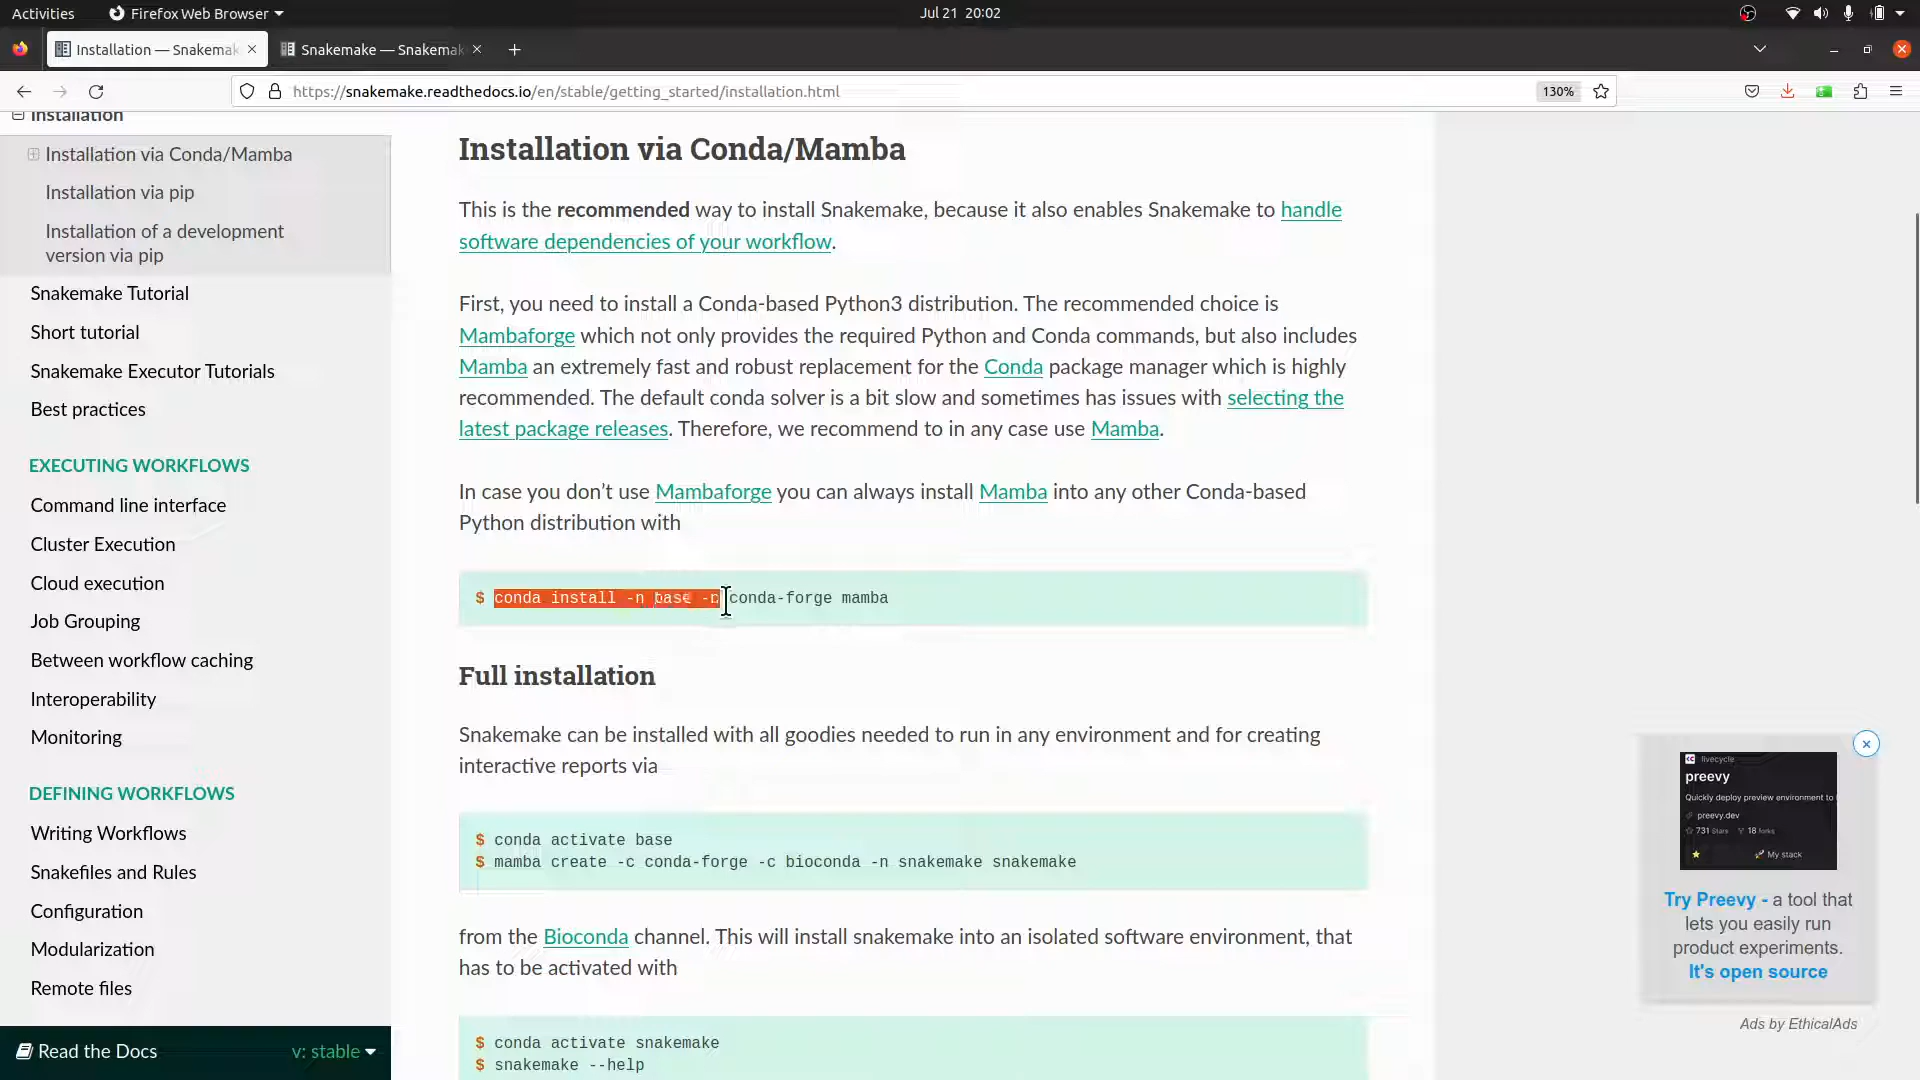 Activities
Firefox Web Browser
Jul 21 20:02
Installation — Snakemak
Snakemake — Snakemak
https://snakemake.readthedocs.io/en/stable/getting_started/installation.html
130%
Installation
Installation via Conda/Mamba
Installation via pip
Installation of a development
version via pip
Snakemake Tutorial
Short tutorial
Snakemake Executor Tutorials
Best practices
EXECUTING WORKFLOWS
Command line interface
Cluster Execution
Cloud execution
Job Grouping
Between workflow caching
Interoperability
Monitoring
DEFINING WORKFLOWS
Writing Workflows
Snakefiles and Rules
Configuration
Modularization
Remote files
Read the Docs
v: stable
Installation via Conda/Mamba
This is the recommended way to install Snakemake, because it also enables Snakemake to handle
software dependencies of your workflow.
First, you need to install a Conda-based Python3 distribution. The recommended choice is
Mambaforge which not only provides the required Python and Conda commands, but also includes
Mamba an extremely fast and robust replacement for the Conda package manager which is highly
recommended. The default conda solver is a bit slow and sometimes has issues with selecting the
latest package releases. Therefore, we recommend to in any case use Mamba.
In case you don’t use Mambaforge you can always install Mamba into any other Conda-based
Python distribution with
$ conda install -n base conda-forge mamba
Full installation
Snakemake can be installed with all goodies needed to run in any environment and for creating
interactive reports via
$ conda activate base
$ mamba create -c conda-forge -c bioconda -n snakemake snakemake
from the Bioconda channel. This will install snakemake into an isolated software environment, that
has to be activated with
$ conda activate snakemake
$ snakemake --help
livecycle
preevy
Quickly deploy preview environment to
preevy.dev
731 Stars
18 forks
My stack
Try Preevy - a tool that
lets you easily run
product experiments.
It's open source
Ads by EthicalAds